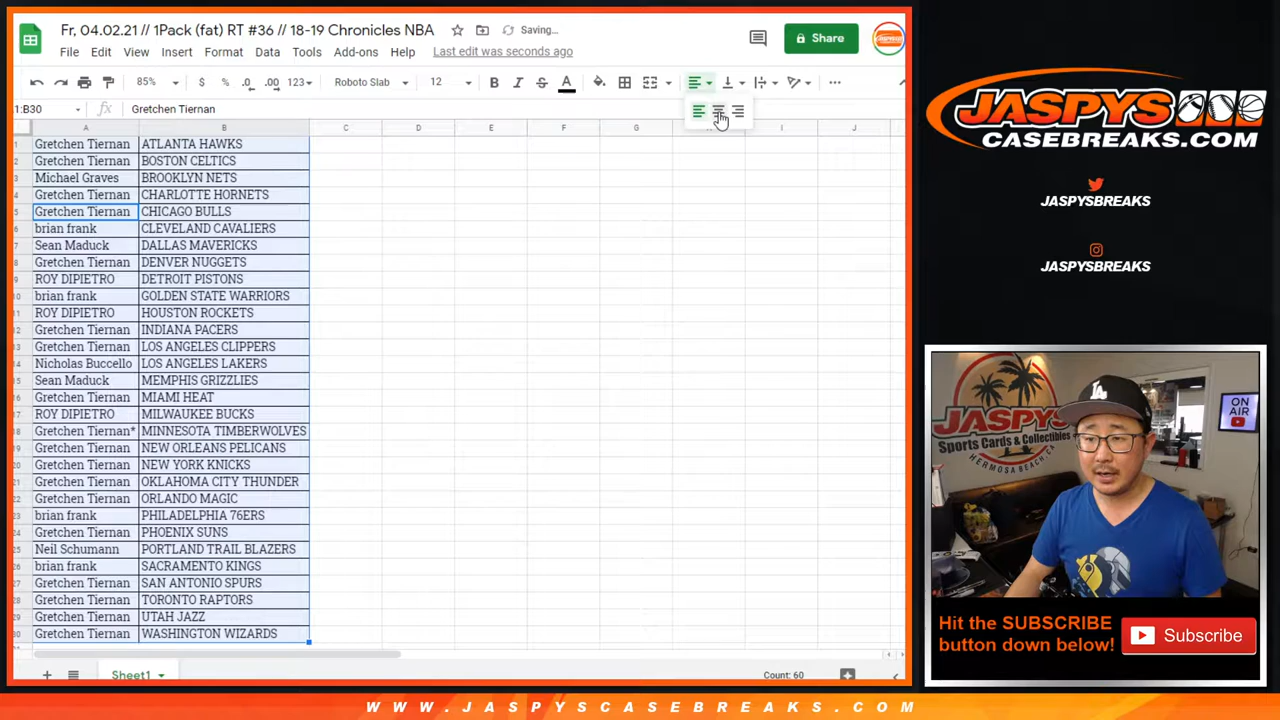 Fr, 04.02.21 // 1Pack (fat) RT #36 // 18-19 Chronicles NBA
Saving...
File Edit View Insert Format Data Tools Add-ons Help Last edit was seconds ago
Share
85% $ % .0 .00 123 Roboto Slab 12 B I S A
1:B30 fx Gretchen Tiernan
A B C D E F G H I J
1 Gretchen Tiernan ATLANTA HAWKS
2 Gretchen Tiernan BOSTON CELTICS
3 Michael Graves BROOKLYN NETS
4 Gretchen Tiernan CHARLOTTE HORNETS
5 Gretchen Tiernan CHICAGO BULLS
6 brian frank CLEVELAND CAVALIERS
7 Sean Maduck DALLAS MAVERICKS
8 Gretchen Tiernan DENVER NUGGETS
9 ROY DIPIETRO DETROIT PISTONS
10 brian frank GOLDEN STATE WARRIORS
11 ROY DIPIETRO HOUSTON ROCKETS
12 Gretchen Tiernan INDIANA PACERS
13 Gretchen Tiernan LOS ANGELES CLIPPERS
14 Nicholas Buccello LOS ANGELES LAKERS
15 Sean Maduck MEMPHIS GRIZZLIES
16 Gretchen Tiernan MIAMI HEAT
17 ROY DIPIETRO MILWAUKEE BUCKS
18 Gretchen Tiernan* MINNESOTA TIMBERWOLVES
19 Gretchen Tiernan NEW ORLEANS PELICANS
20 Gretchen Tiernan NEW YORK KNICKS
21 Gretchen Tiernan OKLAHOMA CITY THUNDER
22 Gretchen Tiernan ORLANDO MAGIC
23 brian frank PHILADELPHIA 76ERS
24 Gretchen Tiernan PHOENIX SUNS
25 Neil Schumann PORTLAND TRAIL BLAZERS
26 brian frank SACRAMENTO KINGS
27 Gretchen Tiernan SAN ANTONIO SPURS
28 Gretchen Tiernan TORONTO RAPTORS
29 Gretchen Tiernan UTAH JAZZ
30 Gretchen Tiernan WASHINGTON WIZARDS
Sheet1
Count: 60
JASPYS
CASEBREAKS.COM
JASPYSBREAKS
JASPYSBREAKS
JASPYS
Sports Cards & Collectibles
HERMOSA BEACH, CA
LA
ON
AIR
Hit the SUBSCRIBE
button down below!
Subscribe
WWW.JASPYSCASEBREAKS.COM